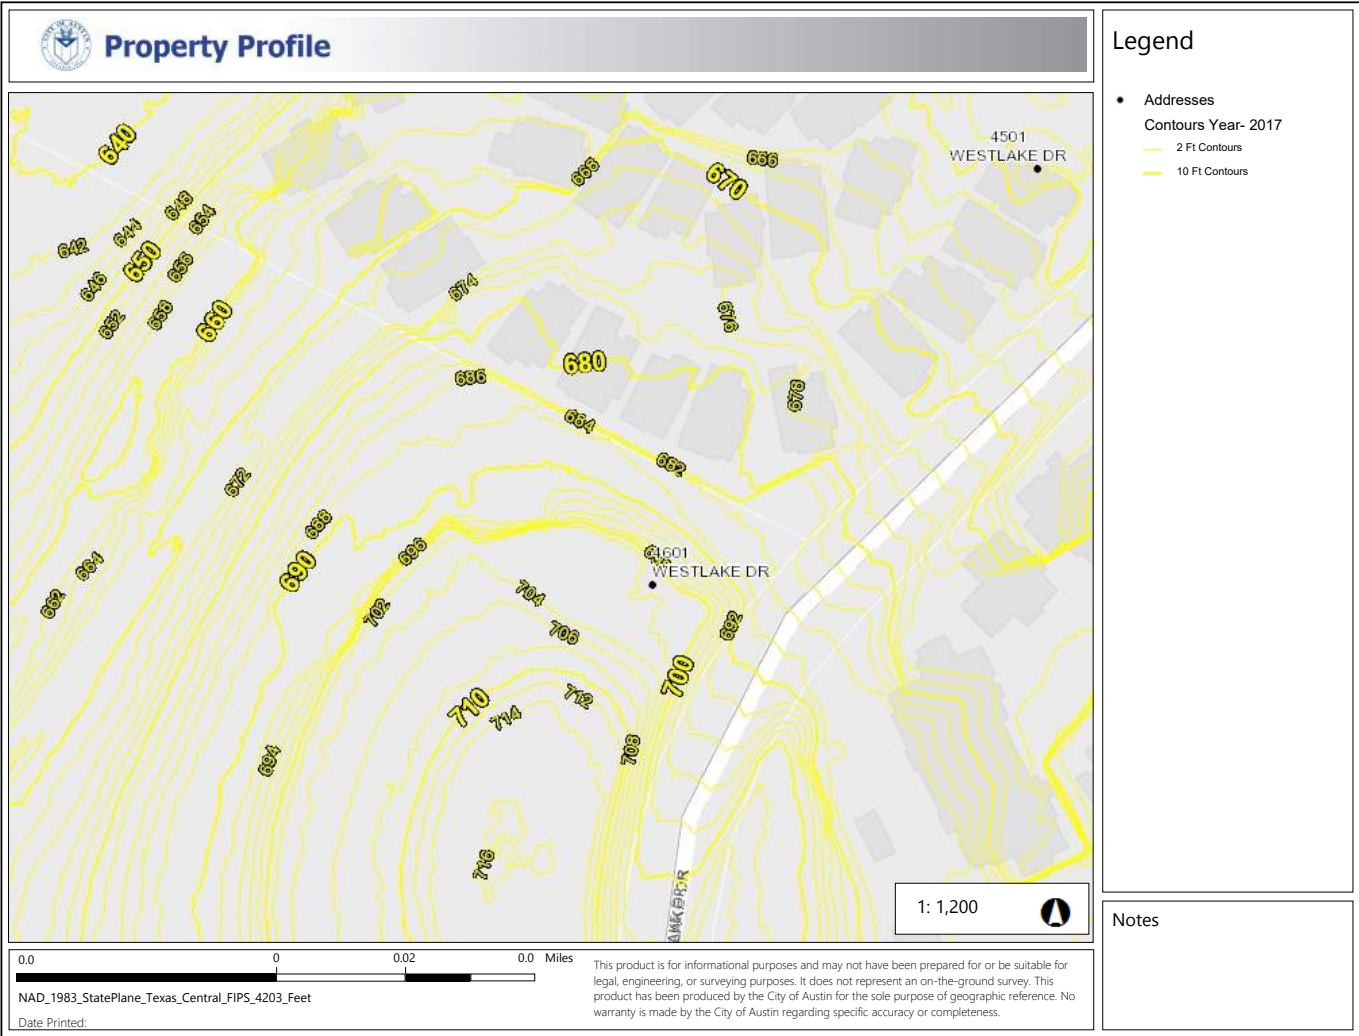 Property Profile
Legend
Addresses
Contours Year- 2017
2 Ft Contours
10 Ft Contours
640
4501
WESTLAKE DR
666
668
670
648
654
644
642
650
656
646
674
658
652
660
676
680
686
678
684
682
672
688
696
664
690
4601
WESTLAKE DR
704
662
702
706
692
700
712
710
714
708
694
716
1: 1,200
Notes
0.0
0
0.02
0.0
Miles
NAD_1983_StatePlane_Texas_Central_FIPS_4203_Feet
Date Printed:
This product is for informational purposes and may not have been prepared for or be suitable for
legal, engineering, or surveying purposes. It does not represent an on-the-ground survey. This
product has been produced by the City of Austin for the sole purpose of geographic reference. No
warranty is made by the City of Austin regarding specific accuracy or completeness.